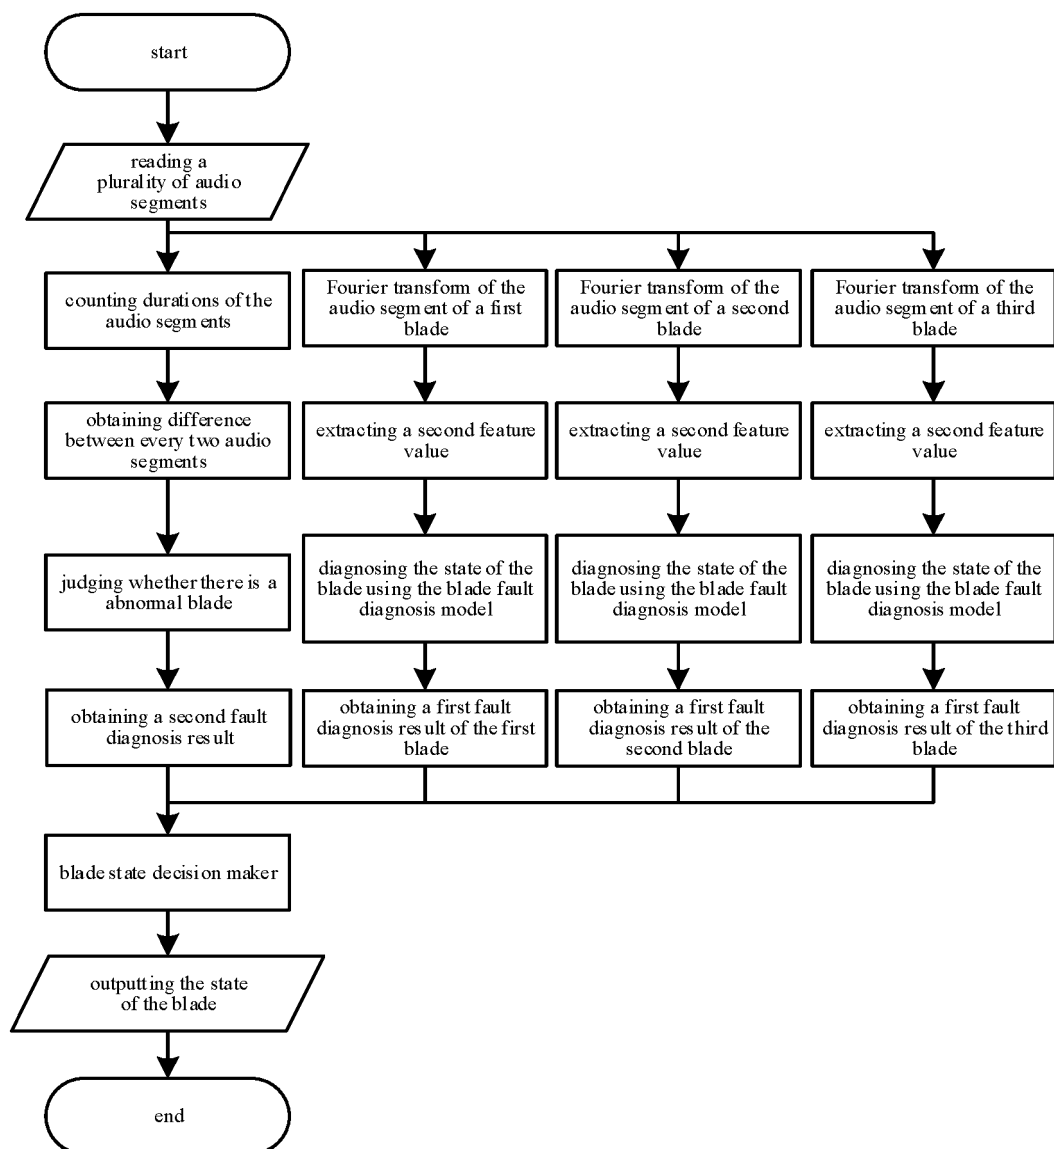 start
reading a
plurality of audio
segments
counting durations of the
audio segments
Fourier transform of the
audio segment of a first
blade
Fourier transform of the
audio segment of a second
blade
Fourier transform of the
audio segment of a third
blade
obtaining difference
between every two audio
segments
extracting a second feature
value
extracting a second feature
value
extracting a second feature
value
judging whether there is a
abnormal blade
diagnosing the state of the
blade using the blade fault
diagnosis model
diagnosing the state of the
blade using the blade fault
diagnosis model
diagnosing the state of the
blade using the blade fault
diagnosis model
obtaining a second fault
diagnosis result
obtaining a first fault
diagnosis result of the first
blade
obtaining a first fault
diagnosis result of the
second blade
obtaining a first fault
diagnosis result of the third
blade
blade state decision maker
outputting the state
of the blade
end